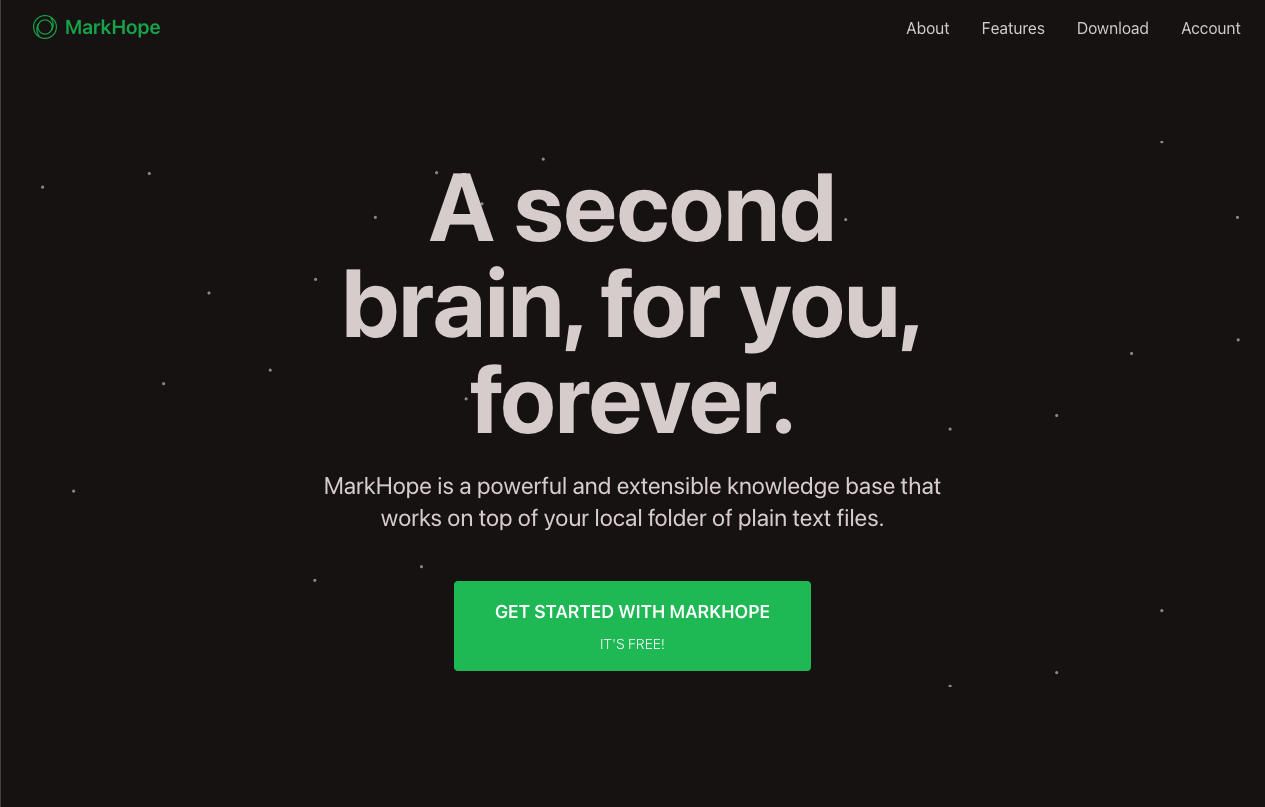 MarkHope
About
Features
Download
Account
A second
brain, for you,
forever.
MarkHope is a powerful and extensible knowledge base that
works on top of your local folder of plain text files.
GET STARTED WITH MARKHOPE
IT'S FREE!